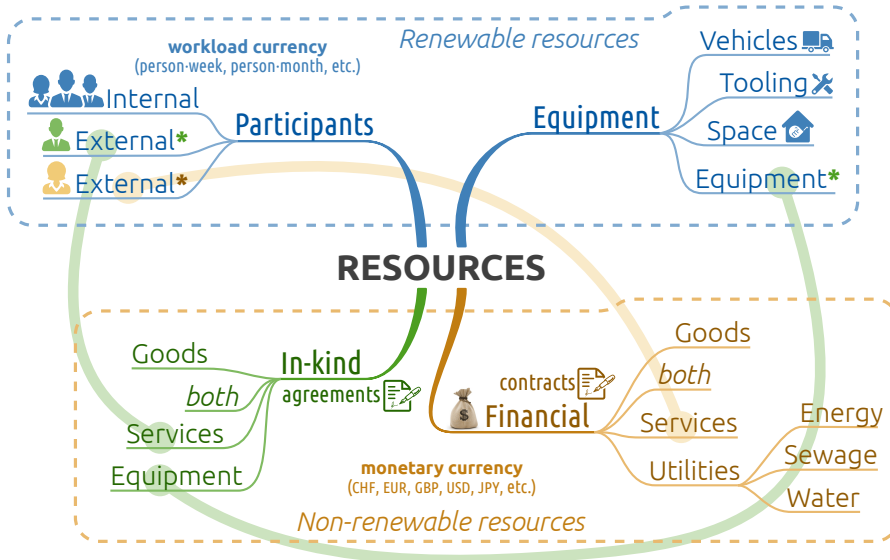 workload currency
(person·week, person·month, etc.)
Renewable resources
Internal
External*
External*
Participants
Equipment
Vehicles
Tooling
Space
Equipment*
RESOURCES
Goods
both
Services
Equipment
In-kind
agreements
contracts
$
Financial
Goods
both
Services
Utilities
Energy
Sewage
Water
monetary currency
(CHF, EUR, GBP, USD, JPY, etc.)
Non-renewable resources